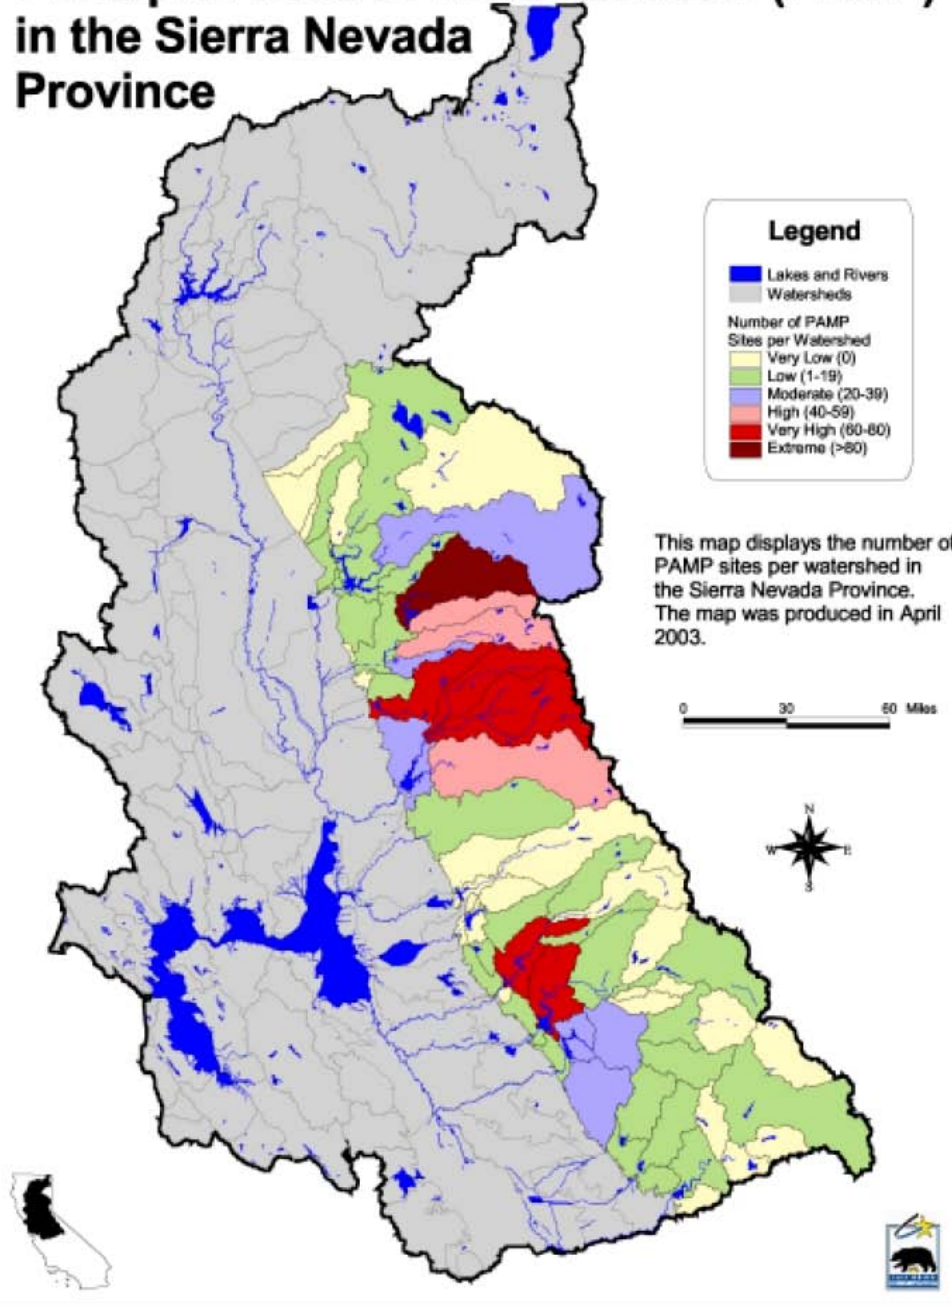 in the Sierra Nevada
Province
Legend
Lakes and Rivers
Watersheds
Number of PAMP
Sites per Watershed
Very Low (0)
Low (1-19)
Moderate (20-39)
High (40-59)
Very High (60-80)
Extreme (>80)
This map displays the number of
PAMP sites per watershed in
the Sierra Nevada Province.
The map was produced in April
2003.
0 30 60 Miles
N
W E
S